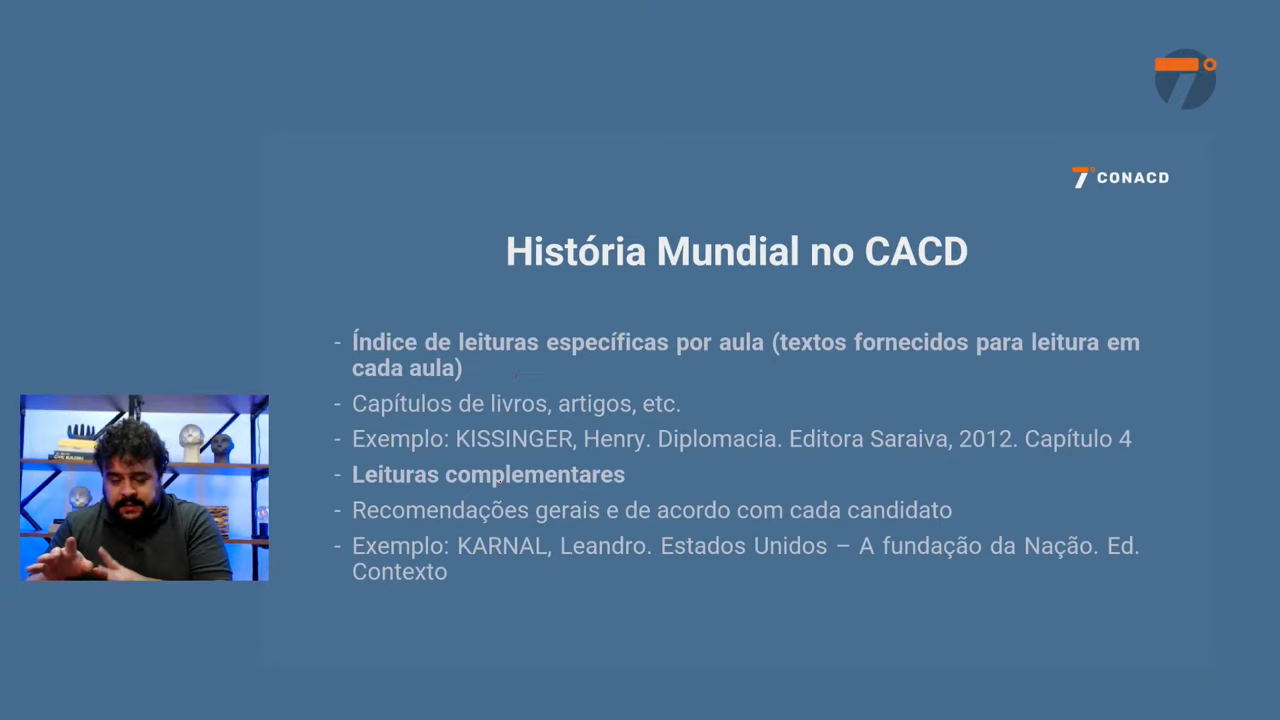 7°
7° CONACD
História Mundial no CACD
- Índice de leituras específicas por aula (textos fornecidos para leitura em
cada aula)
- Capítulos de livros, artigos, etc.
- Exemplo: KISSINGER, Henry. Diplomacia. Editora Saraiva, 2012. Capítulo 4
- Leituras complementares
- Recomendações gerais e de acordo com cada candidato
- Exemplo: KARNAL, Leandro. Estados Unidos – A fundação da Nação. Ed.
Contexto